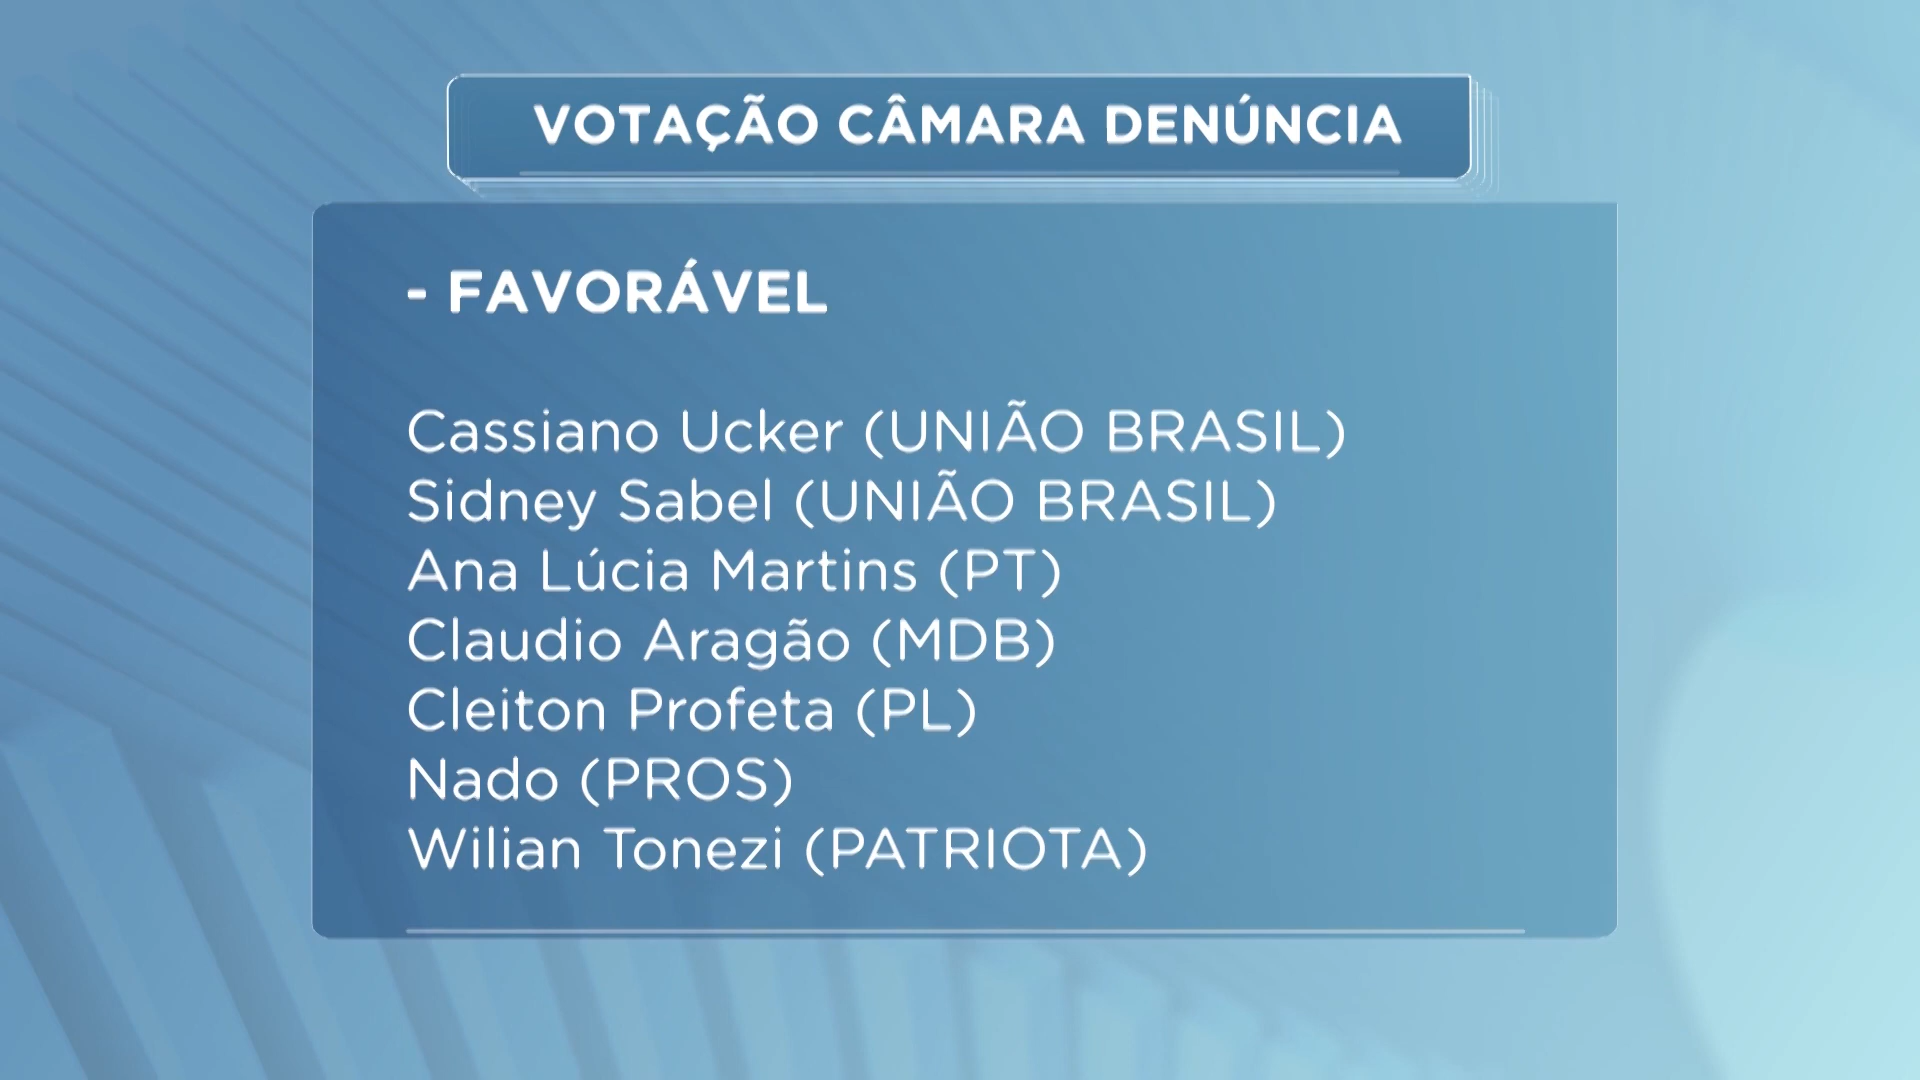 VOTAÇÃO CÂMARA DENÚNCIA
- FAVORÁVEL
Cassiano Ucker (UNIÃO BRASIL)
Sidney Sabel (UNIÃO BRASIL)
Ana Lúcia Martins (PT)
Claudio Aragão (MDB)
Cleiton Profeta (PL)
Nado (PROS)
Wilian Tonezi (PATRIOTA)